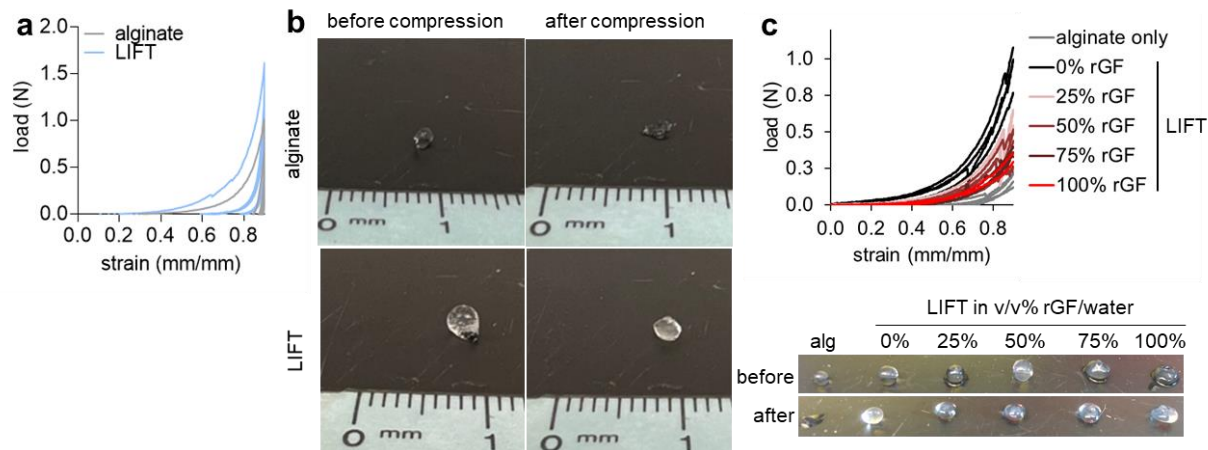 a
2.0
1.5
1.0
0.5
0.0
load (N)
alginate
LIFT
0.0 0.2 0.4 0.6 0.8
strain (mm/mm)
b
before compression
after compression
alginate
LIFT
0 mm 1
0 mm 1
0 mm 1
0 mm 1
c
1.0
0.8
0.5
0.3
0.0
load (N)
0.0 0.2 0.4 0.6 0.8
strain (mm/mm)
alginate only
0% rGF
25% rGF
50% rGF
75% rGF
100% rGF
LIFT
LIFT in v/v% rGF/water
alg 0% 25% 50% 75% 100%
before
after